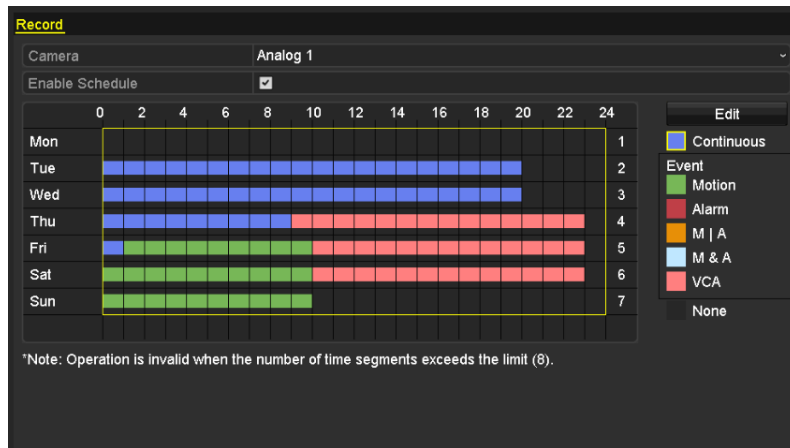 Record
Camera Analog 1
Enable Schedule
0 2 4 6 8 10 12 14 16 18 20 22 24
Edit
Mon 1
Continuous
Tue 2
Event
Motion
Wed 3
Alarm
Thu 4
M | A
Fri 5
M & A
Sat 6
VCA
Sun 7
None
*Note: Operation is invalid when the number of time segments exceeds the limit (8).